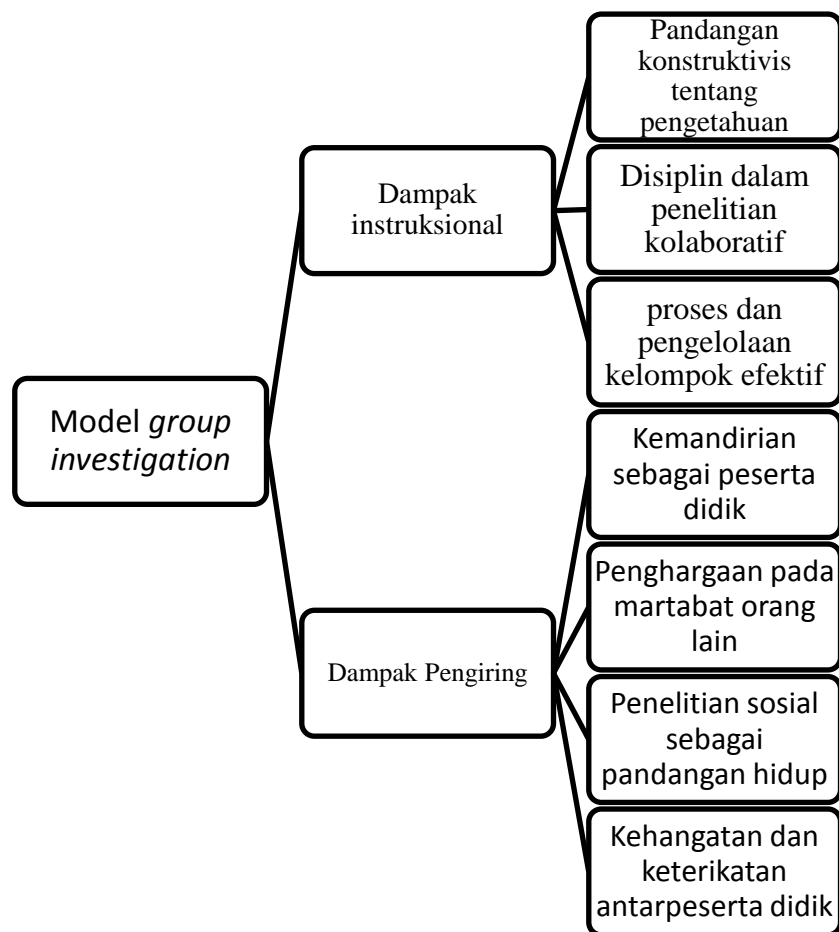 Model group
investigation
Dampak
instruksional
Pandangan
konstruktivis
tentang
pengetahuan
Disiplin dalam
penelitian
kolaboratif
proses dan
pengelolaan
kelompok efektif
Dampak Pengiring
Kemandirian
sebagai peserta
didik
Penghargaan pada
martabat orang
lain
Penelitian sosial
sebagai
pandangan hidup
Kehangatan dan
keterikatan
antarpeserta didik